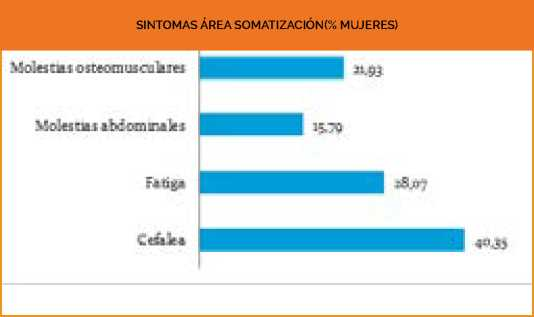 SINTOMAS ÁREA SOMATIZACIÓN(% MUJERES)
Molestias osteomusculares 21,93
Molestias abdominales 15,79
Fatiga 28,07
Cefalea 40,35